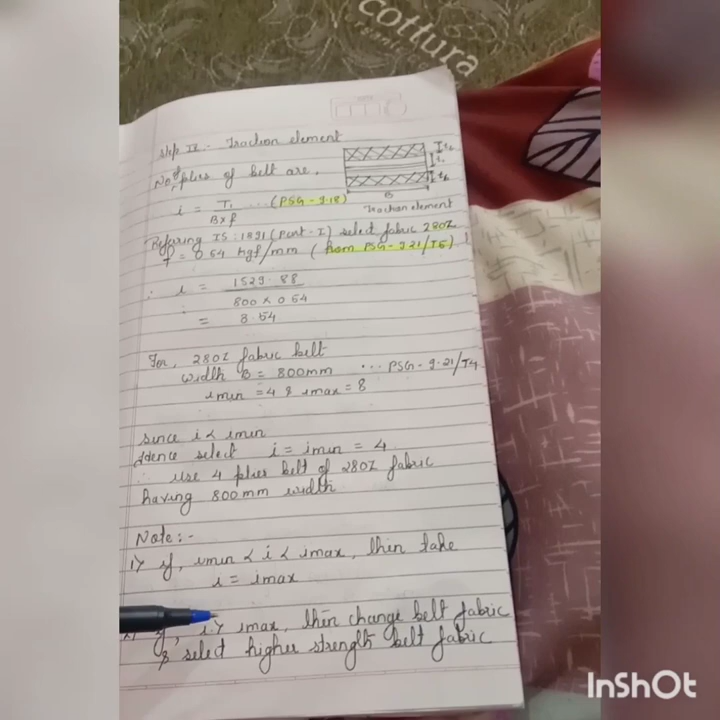 cottura
Step II :- Traction element
No. of plies of belt are,
i = T1 / B x f ... (PSG - 9.18)
Traction element
B
Refering IS:1891 (Part-I) select fabric 280Z
f = 0.54 kgf/mm (from PSG - 9.21/T5)
∴ i = 1529.88 / 800 x 0.54
= 3.54
For, 280Z fabric belt
width B = 800mm ... PSG - 9.21/T4
imin = 4 & imax = 8
since i < imin
Hence select i = imin = 4
∴ use 4 plies belt of 280Z fabric
having 800mm width
Note :-
1) If, imin < i < imax, then take
i = imax
If, i > imax, then change belt fabric
& select higher strength belt fabric
InShOt